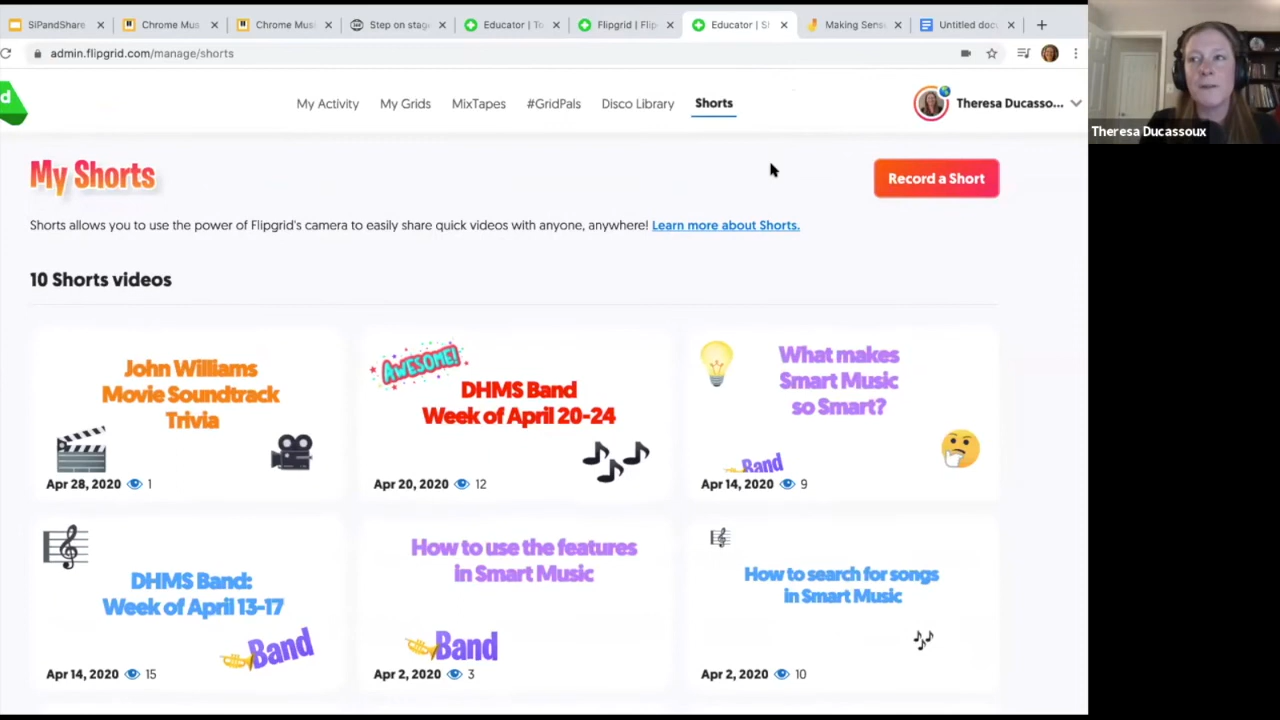 SiPandShare
Chrome Mus
Chrome Mus
Step on stag
Educator | To
Flipgrid | Flip
Educator | Sh
Making Sens
Untitled doc
admin.flipgrid.com/manage/shorts
d
My Activity
My Grids
MixTapes
#GridPals
Disco Library
Shorts
Theresa Ducasso...
Theresa Ducassoux
My Shorts
Record a Short
Shorts allows you to use the power of Flipgrid's camera to easily share quick videos with anyone, anywhere! Learn more about Shorts.
10 Shorts videos
John Williams
Movie Soundtrack
Trivia
Apr 28, 2020 1
AWESOME!
DHMS Band
Week of April 20-24
Apr 20, 2020 12
What makes
Smart Music
so Smart?
Band
Apr 14, 2020 9
DHMS Band:
Week of April 13-17
Band
Apr 14, 2020 15
How to use the features
in Smart Music
Band
Apr 2, 2020 3
How to search for songs
in Smart Music
Apr 2, 2020 10